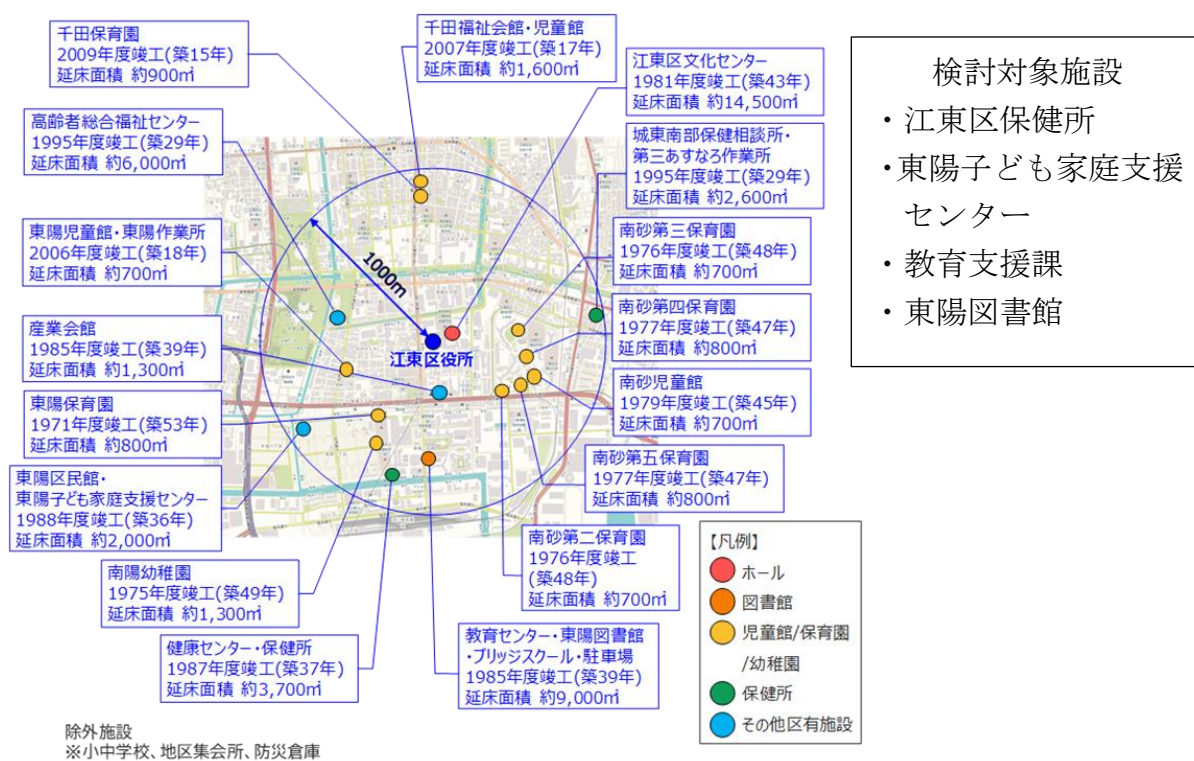 千田保育園
2009年度竣工(築15年)
延床面積 約900㎡
千田福祉会館・児童館
2007年度竣工(築17年)
延床面積 約1,600㎡
江東区文化センター
1981年度竣工(築43年)
延床面積 約14,500㎡
高齢者総合福祉センター
1995年度竣工(築29年)
延床面積 約6,000㎡
城東南部保健相談所・
第三あすなろ作業所
1995年度竣工(築29年)
延床面積 約2,600㎡
東陽児童館・東陽作業所
2006年度竣工(築18年)
延床面積 約700㎡
南砂第三保育園
1976年度竣工(築48年)
延床面積 約700㎡
産業会館
1985年度竣工(築39年)
延床面積 約1,300㎡
南砂第四保育園
1977年度竣工(築47年)
延床面積 約800㎡
東陽保育園
1971年度竣工(築53年)
延床面積 約800㎡
南砂児童館
1979年度竣工(築45年)
延床面積 約700㎡
東陽区民館・
東陽子ども家庭支援センター
1988年度竣工(築36年)
延床面積 約2,000㎡
南砂第五保育園
1977年度竣工(築47年)
延床面積 約800㎡
南陽幼稚園
1975年度竣工(築49年)
延床面積 約1,300㎡
南砂第二保育園
1976年度竣工
(築48年)
延床面積 約700㎡
健康センター・保健所
1987年度竣工(築37年)
延床面積 約3,700㎡
教育センター・東陽図書館
・ブリッジスクール・駐車場
1985年度竣工(築39年)
延床面積 約9,000㎡
1000m
江東区役所
検討対象施設
・江東区保健所
・東陽子ども家庭支援
センター
・教育支援課
・東陽図書館
【凡例】
ホール
図書館
児童館/保育園
/幼稚園
保健所
その他区有施設
除外施設
※小中学校、地区集会所、防災倉庫